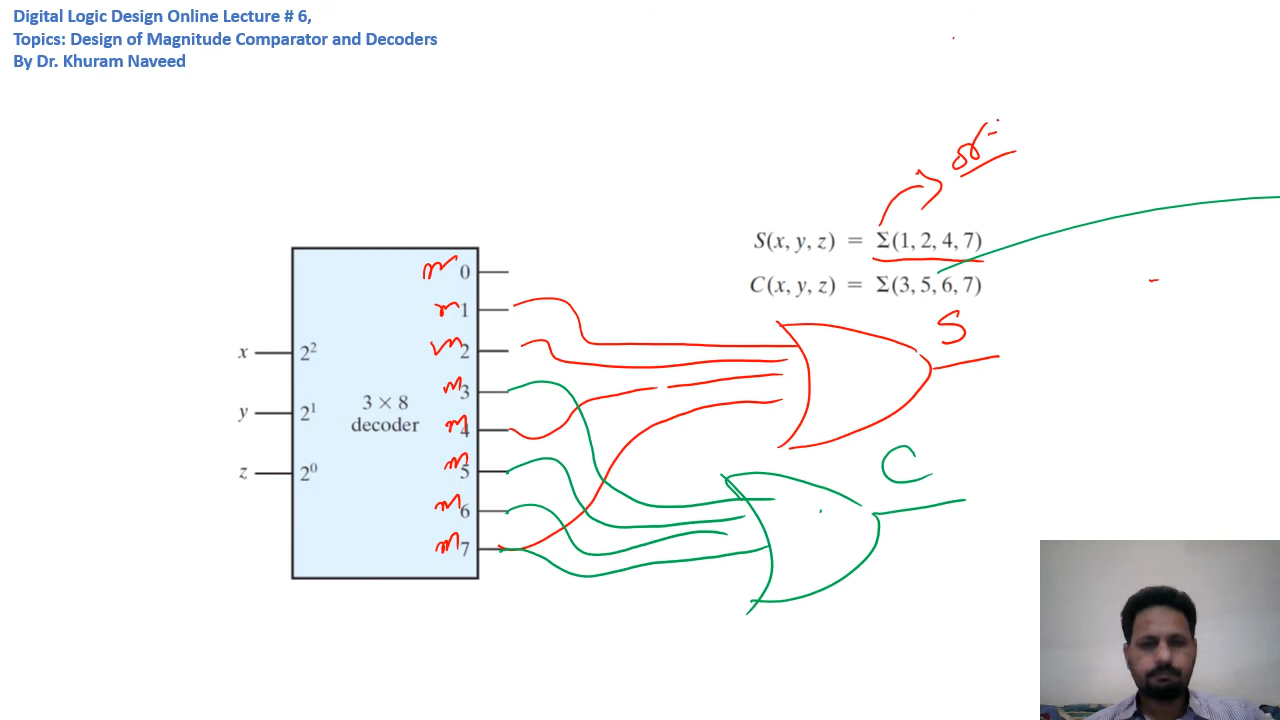 Digital Logic Design Online Lecture # 6,
Topics: Design of Magnitude Comparator and Decoders
By Dr. Khuram Naveed
or
S(x, y, z) = Σ(1, 2, 4, 7)
C(x, y, z) = Σ(3, 5, 6, 7)
m 0
m 1
S
x 2² m 2
m 3
3 × 8
decoder
y 2¹ m 4
C
z 2⁰ m 5
m 6
m 7